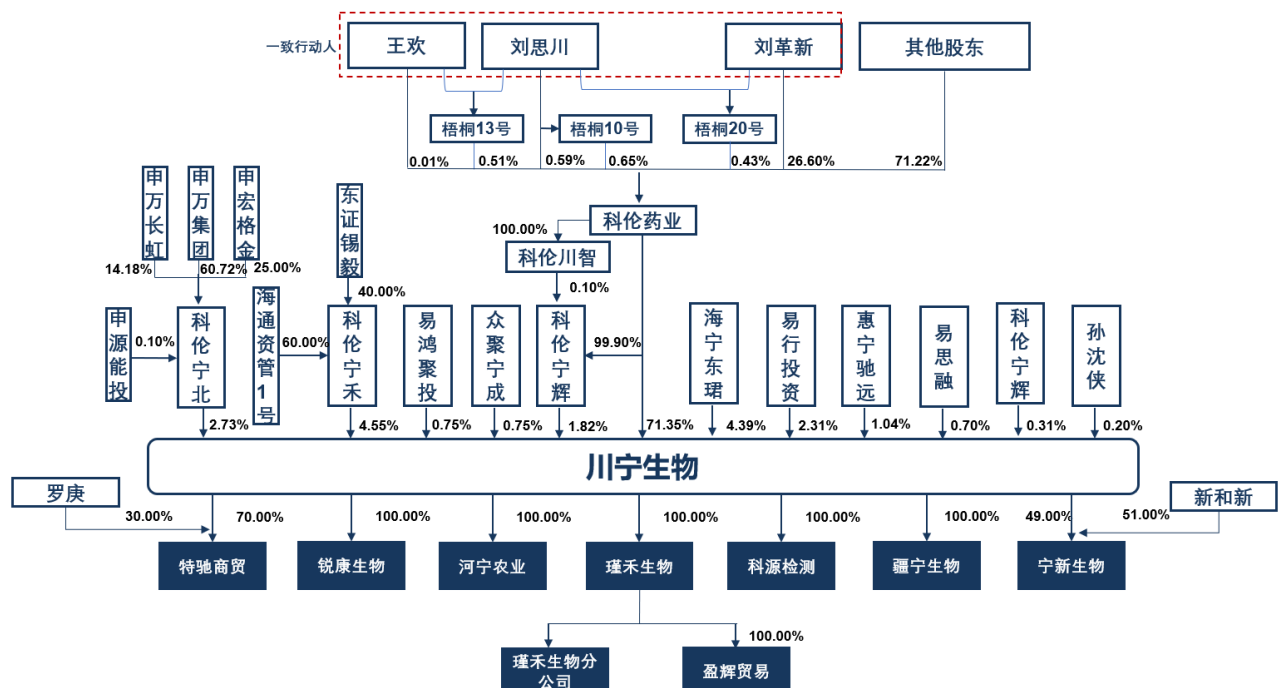 一致行动人
王欢
刘思川
刘革新
其他股东
梧桐13号
梧桐10号
梧桐20号
0.01%
0.51%
0.59%
0.65%
0.43%
26.60%
71.22%
申万长虹
申万集团
申宏格金
东证锡毅
科伦药业
100.00%
科伦川智
14.18%
60.72%
25.00%
40.00%
0.10%
申源能投
0.10%
科伦宁北
海通资管1号
60.00%
科伦宁禾
易鸿聚投
众聚宁成
科伦宁辉
99.90%
海宁东珺
易行投资
惠宁驰远
易思融
科伦宁辉
孙沈侠
2.73%
4.55%
0.75%
0.75%
1.82%
71.35%
4.39%
2.31%
1.04%
0.70%
0.31%
0.20%
川宁生物
罗庚
新和新
30.00%
70.00%
100.00%
100.00%
100.00%
100.00%
100.00%
49.00%
51.00%
特驰商贸
锐康生物
河宁农业
瑾禾生物
科源检测
疆宁生物
宁新生物
100.00%
瑾禾生物分
公司
盈辉贸易